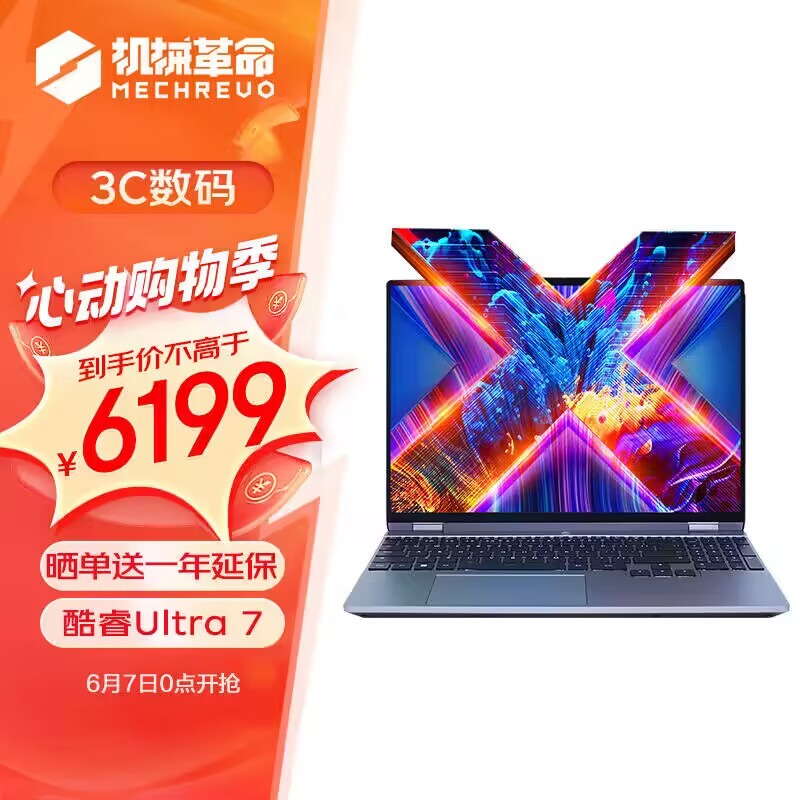 机械革命
MECHREVO
3C数码
心动购物季
到手价不高于
¥6199
晒单送一年延保
酷睿Ultra 7
6月7日0点开抢